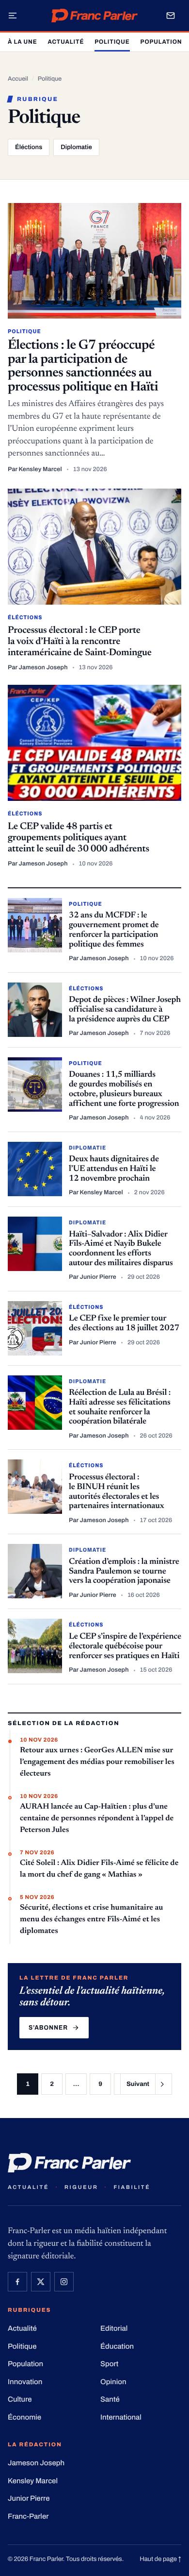 Franc Parler
À LA UNE ACTUALITÉ POLITIQUE POPULATION
Accueil / Politique
RUBRIQUE
Politique
Éléctions Diplomatie
G7
HAÏTI
POLITIQUE
Élections : le G7 préoccupé
par la participation de
personnes sanctionnées au
processus politique en Haïti
Les ministres des Affaires étrangères des pays
membres du G7 et la haute représentante de
l'Union européenne expriment leurs
préoccupations quant à la participation de
personnes sanctionnées au…
Par Kensley Marcel • 13 nov 2026
ÉLÉCTIONS
Processus électoral : le CEP porte
la voix d'Haïti à la rencontre
interaméricaine de Saint-Domingue
Par Jameson Joseph • 13 nov 2026
Franc Parler
CEP/KEP
LE CEP VALIDE 48 PARTIS
ET GROUPEMENTS POLITIQUES
AYANT ATTEINT LE SEUIL
DE 30 000 ADHÉRENTS
ÉLÉCTIONS
Le CEP valide 48 partis et
groupements politiques ayant
atteint le seuil de 30 000 adhérents
Par Jameson Joseph • 10 nov 2026
POLITIQUE
32 ans du MCFDF : le
gouvernement promet de
renforcer la participation
politique des femmes
Par Jameson Joseph • 10 nov 2026
ÉLÉCTIONS
Depot de pièces : Wilner Joseph
officialise sa candidature à
la présidence auprès du CEP
Par Jameson Joseph • 7 nov 2026
POLITIQUE
Douanes : 11,5 milliards
de gourdes mobilisés en
octobre, plusieurs bureaux
affichent une forte progression
Par Jameson Joseph • 4 nov 2026
DIPLOMATIE
Deux hauts dignitaires de
l'UE attendus en Haïti le
12 novembre prochain
Par Kensley Marcel • 2 nov 2026
DIPLOMATIE
Haïti–Salvador : Alix Didier
Fils-Aimé et Nayib Bukele
coordonnent les efforts
autour des militaires disparus
Par Junior Pierre • 29 oct 2026
JUILLET 202
ÉLÉCTIONS
Le CEP fixe le premier tour
des élections au 18 juillet 2027
Par Junior Pierre • 29 oct 2026
DIPLOMATIE
Réélection de Lula au Brésil :
Haïti adresse ses félicitations
et souhaite renforcer la
coopération bilatérale
Par Jameson Joseph • 26 oct 2026
ÉLÉCTIONS
Processus électoral :
le BINUH réunit les
autorités électorales et les
partenaires internationaux
Par Jameson Joseph • 17 oct 2026
DIPLOMATIE
Création d'emplois : la ministre
Sandra Paulemon se tourne
vers la coopération japonaise
Par Junior Pierre • 16 oct 2026
ÉLÉCTIONS
Le CEP s'inspire de l'expérience
électorale québécoise pour
renforcer ses pratiques en Haïti
Par Jameson Joseph • 15 oct 2026
SÉLECTION DE LA RÉDACTION
10 NOV 2026
Retour aux urnes : GeorGes ALLEN mise sur
l'engagement des médias pour remobiliser les
électeurs
10 NOV 2026
AURAH lancée au Cap-Haïtien : plus d'une
centaine de personnes répondent à l'appel de
Peterson Jules
7 NOV 2026
Cité Soleil : Alix Didier Fils-Aimé se félicite de
la mort du chef de gang « Mathias »
5 NOV 2026
Sécurité, élections et crise humanitaire au
menu des échanges entre Fils-Aimé et les
diplomates
LA LETTRE DE FRANC PARLER
L'essentiel de l'actualité haïtienne,
sans détour.
S'ABONNER →
1 2 … 9 Suivant
Franc Parler
ACTUALITÉ · RIGUEUR · FIABILITÉ
Franc-Parler est un média haïtien indépendant
dont la rigueur et la fiabilité constituent la
signature éditoriale.
RUBRIQUES
Actualité Editorial
Politique Éducation
Population Sport
Innovation Opinion
Culture Santé
Économie International
LA RÉDACTION
Jameson Joseph
Kensley Marcel
Junior Pierre
Franc-Parler
© 2026 Franc Parler. Tous droits réservés. Haut de page ↑